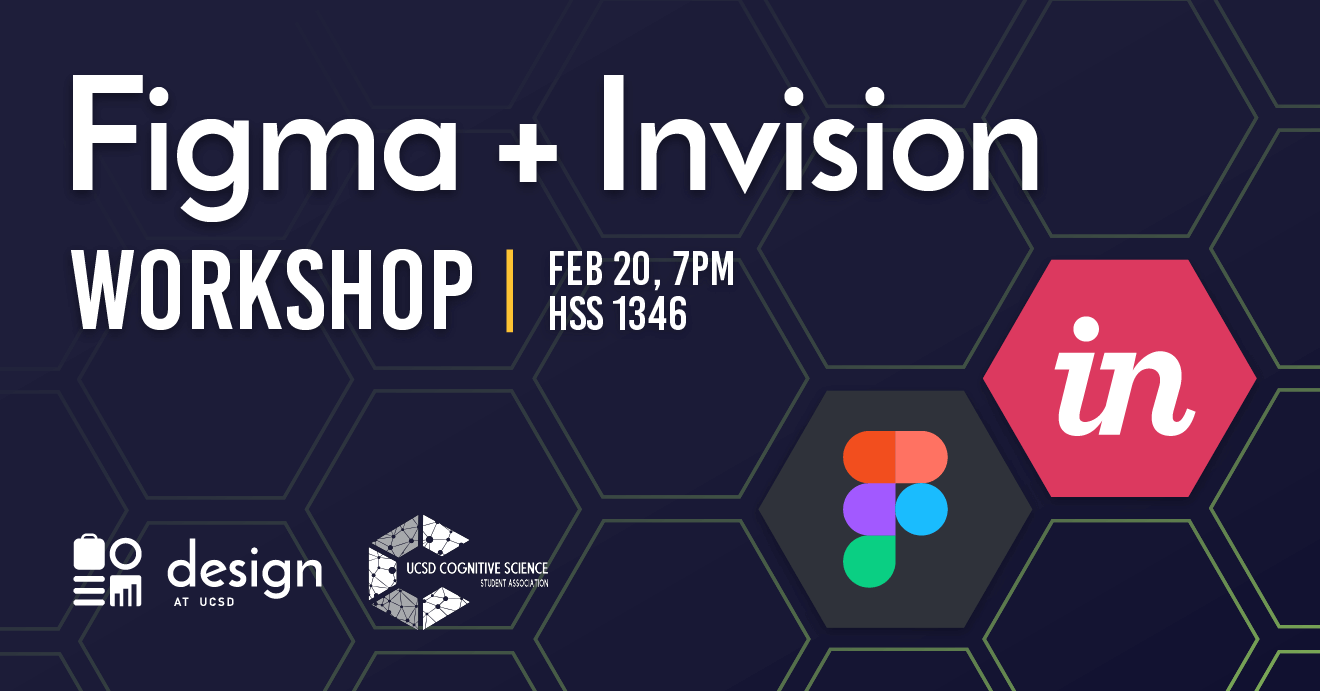 Figma + Invision
WORKSHOP
FEB 20, 7PM
HSS 1346
in
design
AT UCSD
UCSD COGNITIVE SCIENCE
STUDENT ASSOCIATION